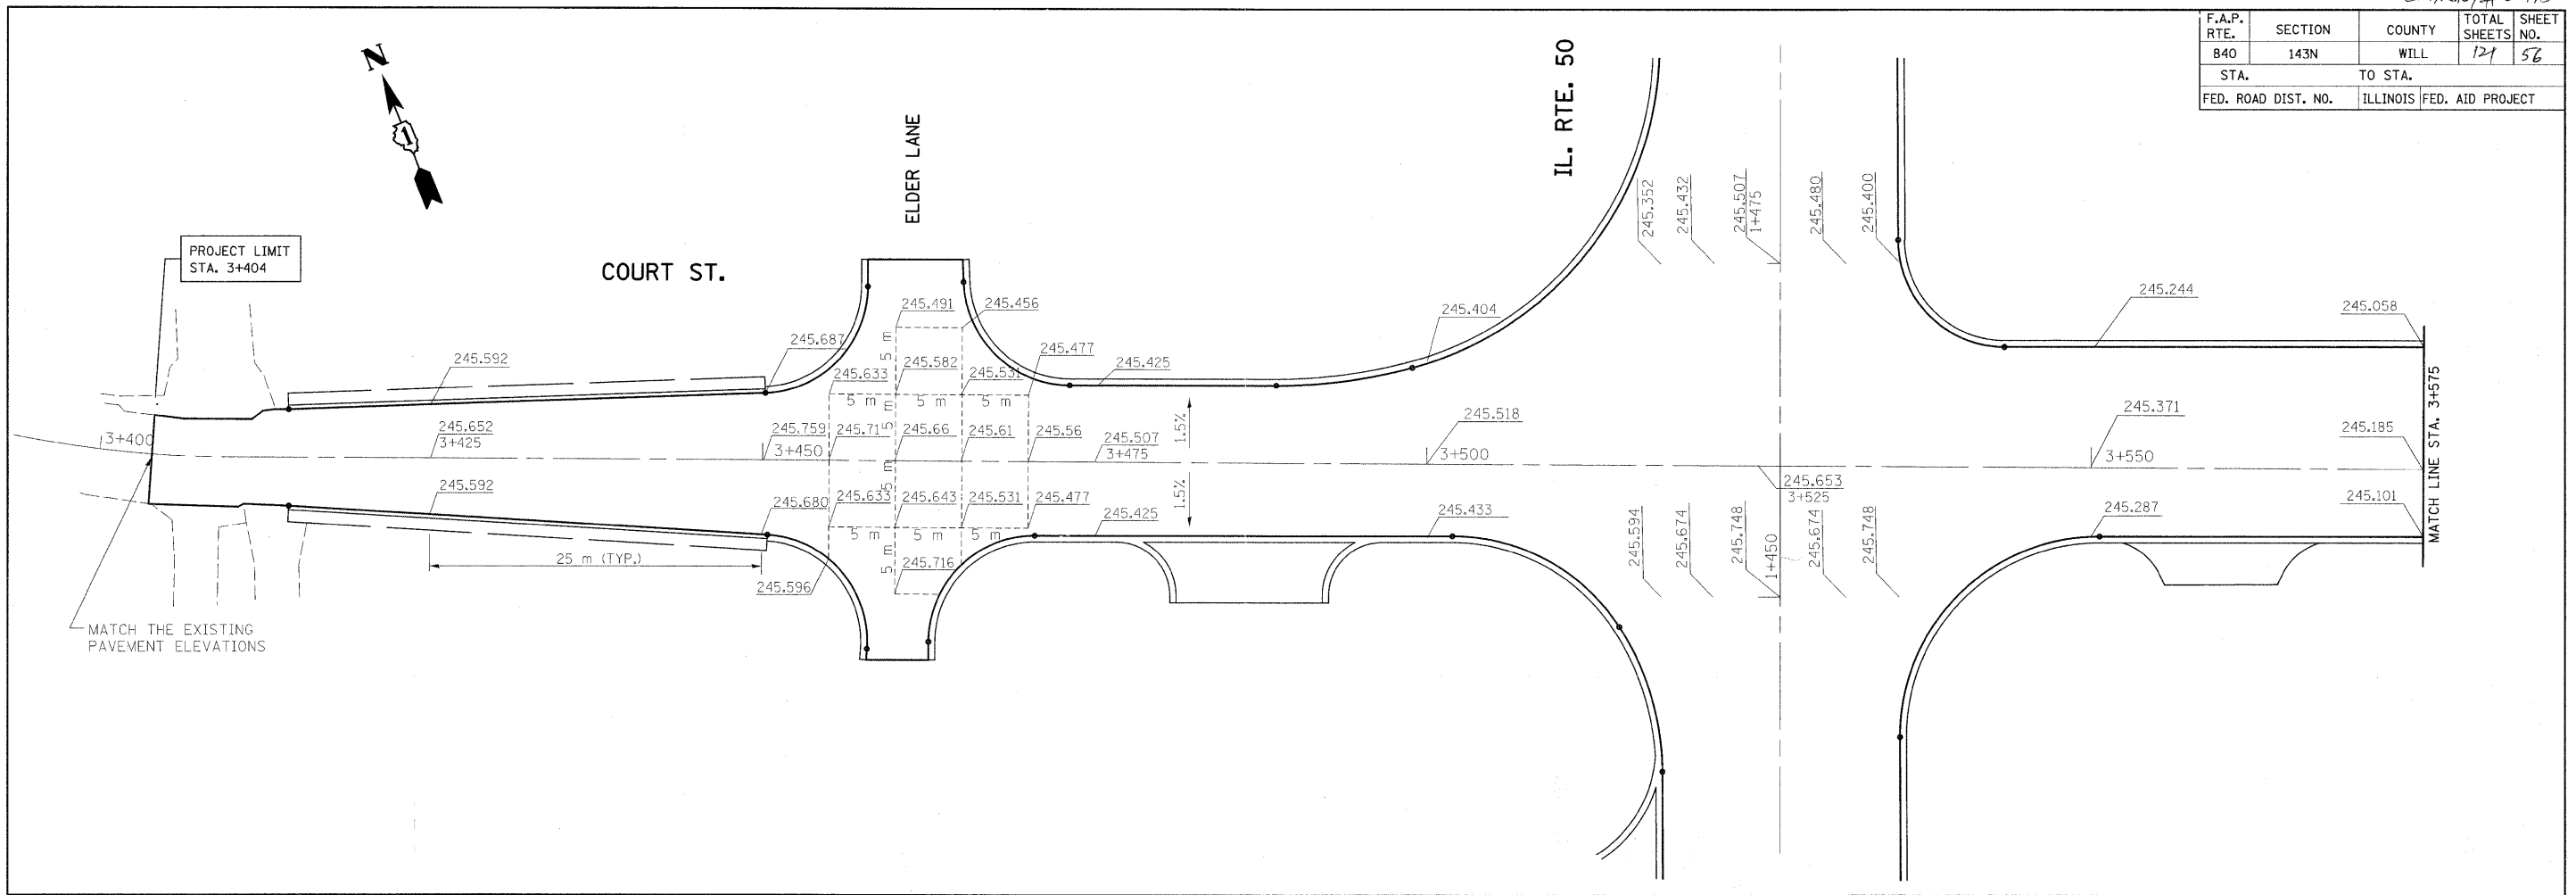 F.A.P. RTE. SECTION COUNTY TOTAL SHEETS SHEET NO.
840 143N WILL 121 56
STA. TO STA.
FED. ROAD DIST. NO. ILLINOIS FED. AID PROJECT
N
1
PROJECT LIMIT
STA. 3+404
COURT ST.
ELDER LANE
IL. RTE. 50
245.352
245.432
245.507
1+475
245.480
245.400
245.491
245.456
245.244
245.058
245.404
245.687
245.592
245.477
245.425
5 m
245.633
245.582
245.531
5 m
5 m
5 m
5 m
1.5%
3+400
245.652
3+425
245.759
3+450
245.71
245.66
245.61
245.56
245.507
3+475
245.518
3+500
245.371
3+550
245.185
MATCH LINE STA. 3+575
5 m
1.5%
245.653
3+525
245.592
245.680
245.633
245.643
245.531
245.477
245.425
245.433
245.287
245.101
5 m
5 m
5 m
5 m
245.594
245.674
245.748
1+450
245.674
245.748
25 m (TYP.)
245.716
245.596
MATCH THE EXISTING
PAVEMENT ELEVATIONS